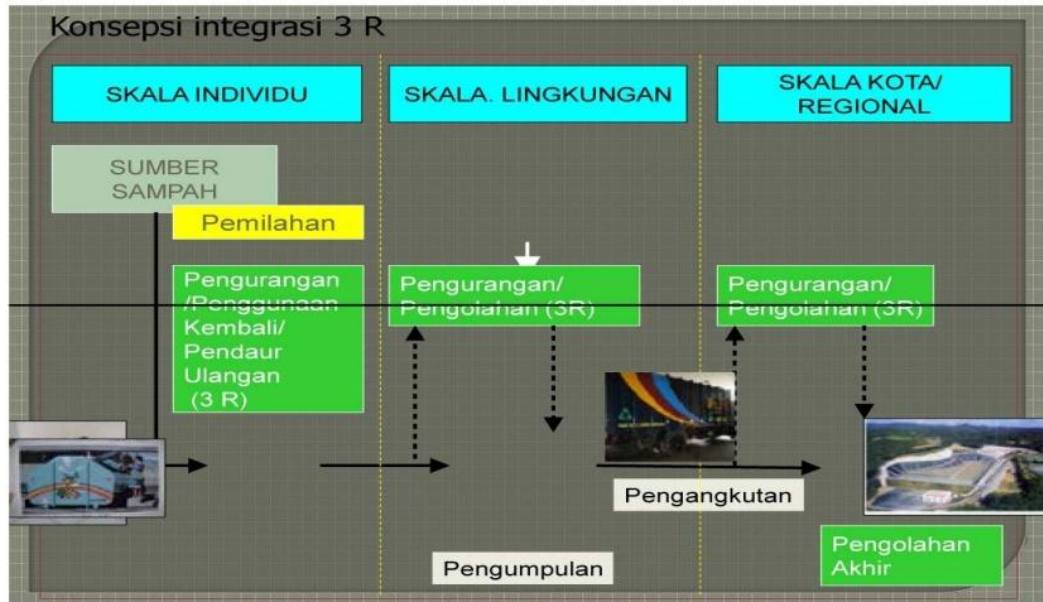 Konsepsi integrasi 3 R
SKALA INDIVIDU
SKALA. LINGKUNGAN
SKALA KOTA/
REGIONAL
SUMBER
SAMPAH
Pemilahan
Pengurangan
/Penggunaan
Kembali/
Pendaur
Ulangan
(3 R)
Pengurangan/
Pengolahan (3R)
Pengurangan/
Pengolahan (3R)
Pengangkutan
Pengumpulan
Pengolahan
Akhir